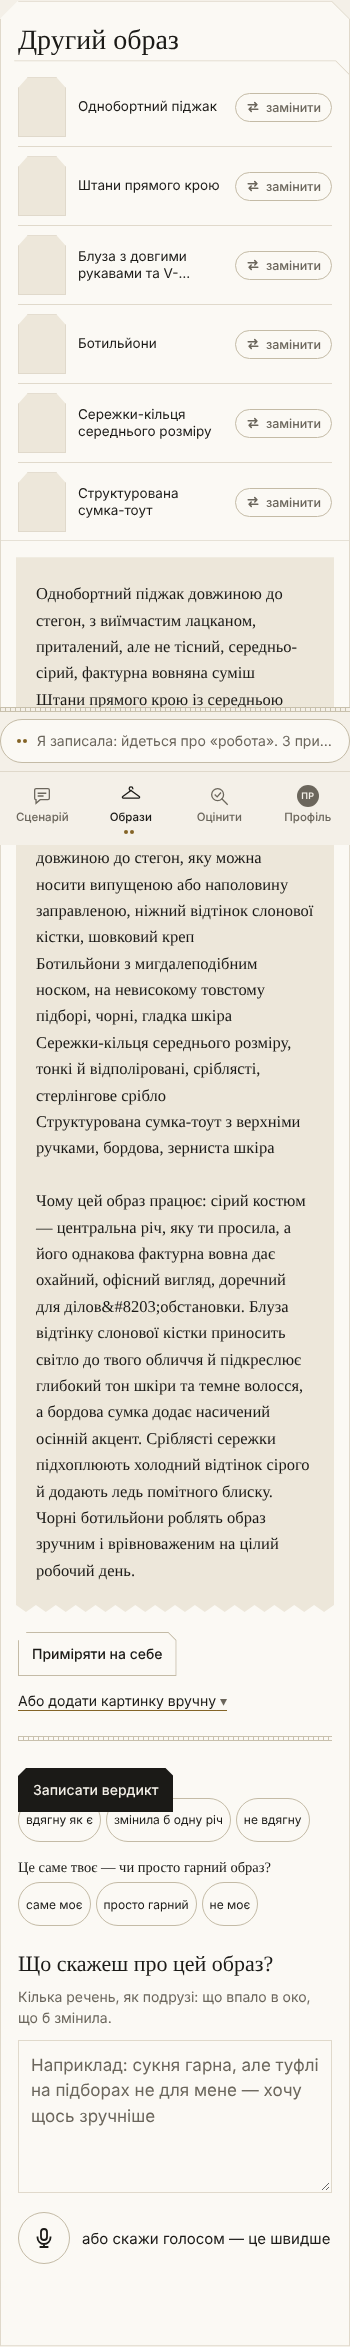 Другий образ
Однобортний піджак
замінити
Штани прямого крою
замінити
Блуза з довгими
рукавами та V-...
замінити
Ботильйони
замінити
Сережки-кільця
середнього розміру
замінити
Структурована
сумка-тоут
замінити
Однобортний піджак довжиною до
стегон, з виїмчастим лацканом,
приталений, але не тісний, середньо-
сірий, фактурна вовняна суміш
Штани прямого крою із середньою
Я записала: йдеться про «робота». З при...
Сценарій
Образи
Оцінити
ПР
Профіль
довжиною до стегон, яку можна
носити випущеною або наполовину
заправленою, ніжний відтінок слонової
кістки, шовковий креп
Ботильйони з мигдалеподібним
носком, на невисокому товстому
підборі, чорні, гладка шкіра
Сережки-кільця середнього розміру,
тонкі й відполіровані, сріблясті,
стерлінгове срібло
Структурована сумка-тоут з верхніми
ручками, бордова, зерниста шкіра
Чому цей образ працює: сірий костюм
— центральна річ, яку ти просила, а
його однакова фактурна вовна дає
охайний, офісний вигляд, доречний
для ділов&#8203;обстановки. Блуза
відтінку слонової кістки приносить
світло до твого обличчя й підкреслює
глибокий тон шкіри та темне волосся,
а бордова сумка додає насичений
осінній акцент. Сріблясті сережки
підхоплюють холодний відтінок сірого
й додають ледь помітного блиску.
Чорні ботильйони роблять образ
зручним і врівноваженим на цілий
робочий день.
Приміряти на себе
Або додати картинку вручну ▾
Записати вердикт
вдягну як є
змінила б одну річ
не вдягну
Це саме твоє — чи просто гарний образ?
саме моє
просто гарний
не моє
Що скажеш про цей образ?
Кілька речень, як подрузі: що впало в око,
що б змінила.
Наприклад: сукня гарна, але туфлі
на підборах не для мене — хочу
щось зручніше
або скажи голосом — це швидше